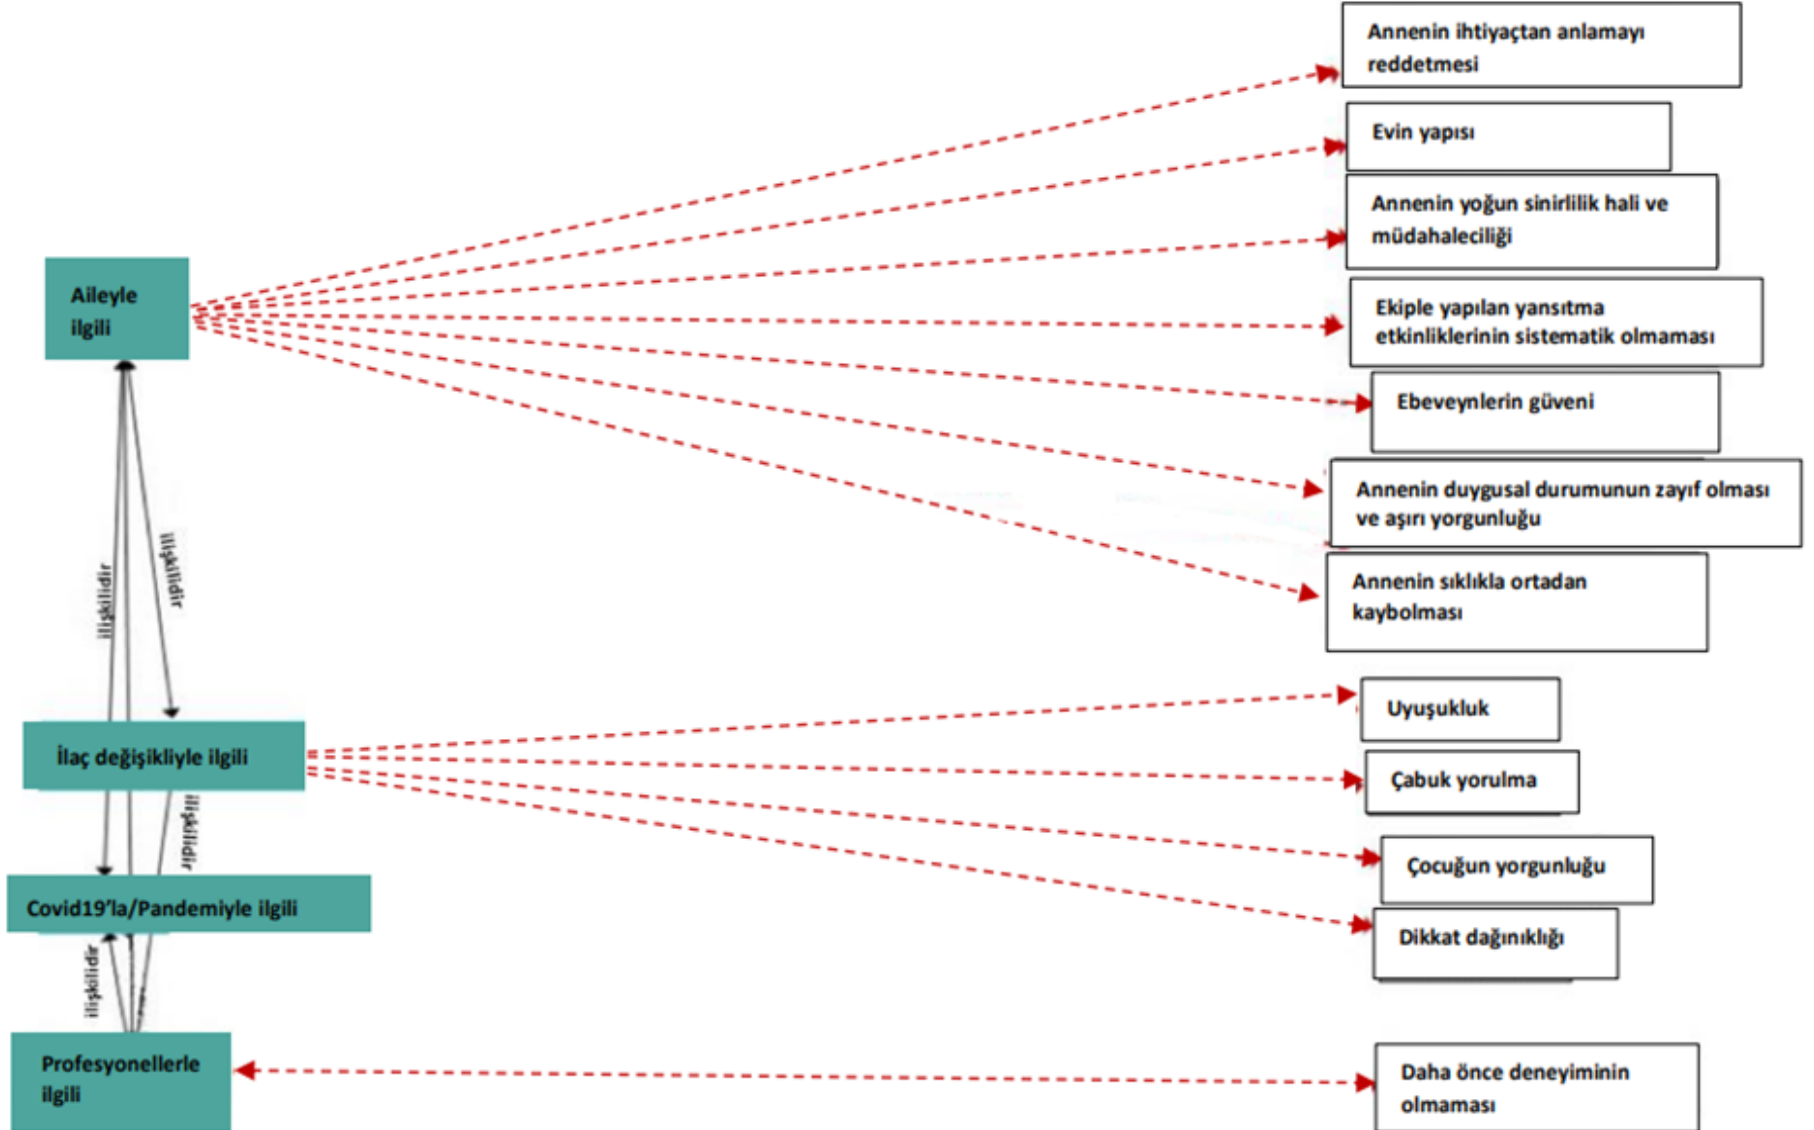 Annenin ihtiyaçtan anlamayı
reddetmesi
Evin yapısı
Annenin yoğun sinirlilik hali ve
müdahaleciliği
Aileyle
ilgili
Ekiple yapılan yansıtma
etkinliklerinin sistematik olmaması
Ebeveynlerin güveni
Annenin duygusal durumunun zayıf olması
ve aşırı yorgunluğu
ilişkilidir
ilişkilidir
Annenin sıklıkla ortadan
kaybolması
Uyuşukluk
İlaç değişikliyle ilgili
Çabuk yorulma
ilişkilidir
Çocuğun yorgunluğu
Covid19'la/Pandemiyle ilgili
Dikkat dağınıklığı
ilişkilidir
Profesyonellerle
ilgili
Daha önce deneyiminin
olmaması